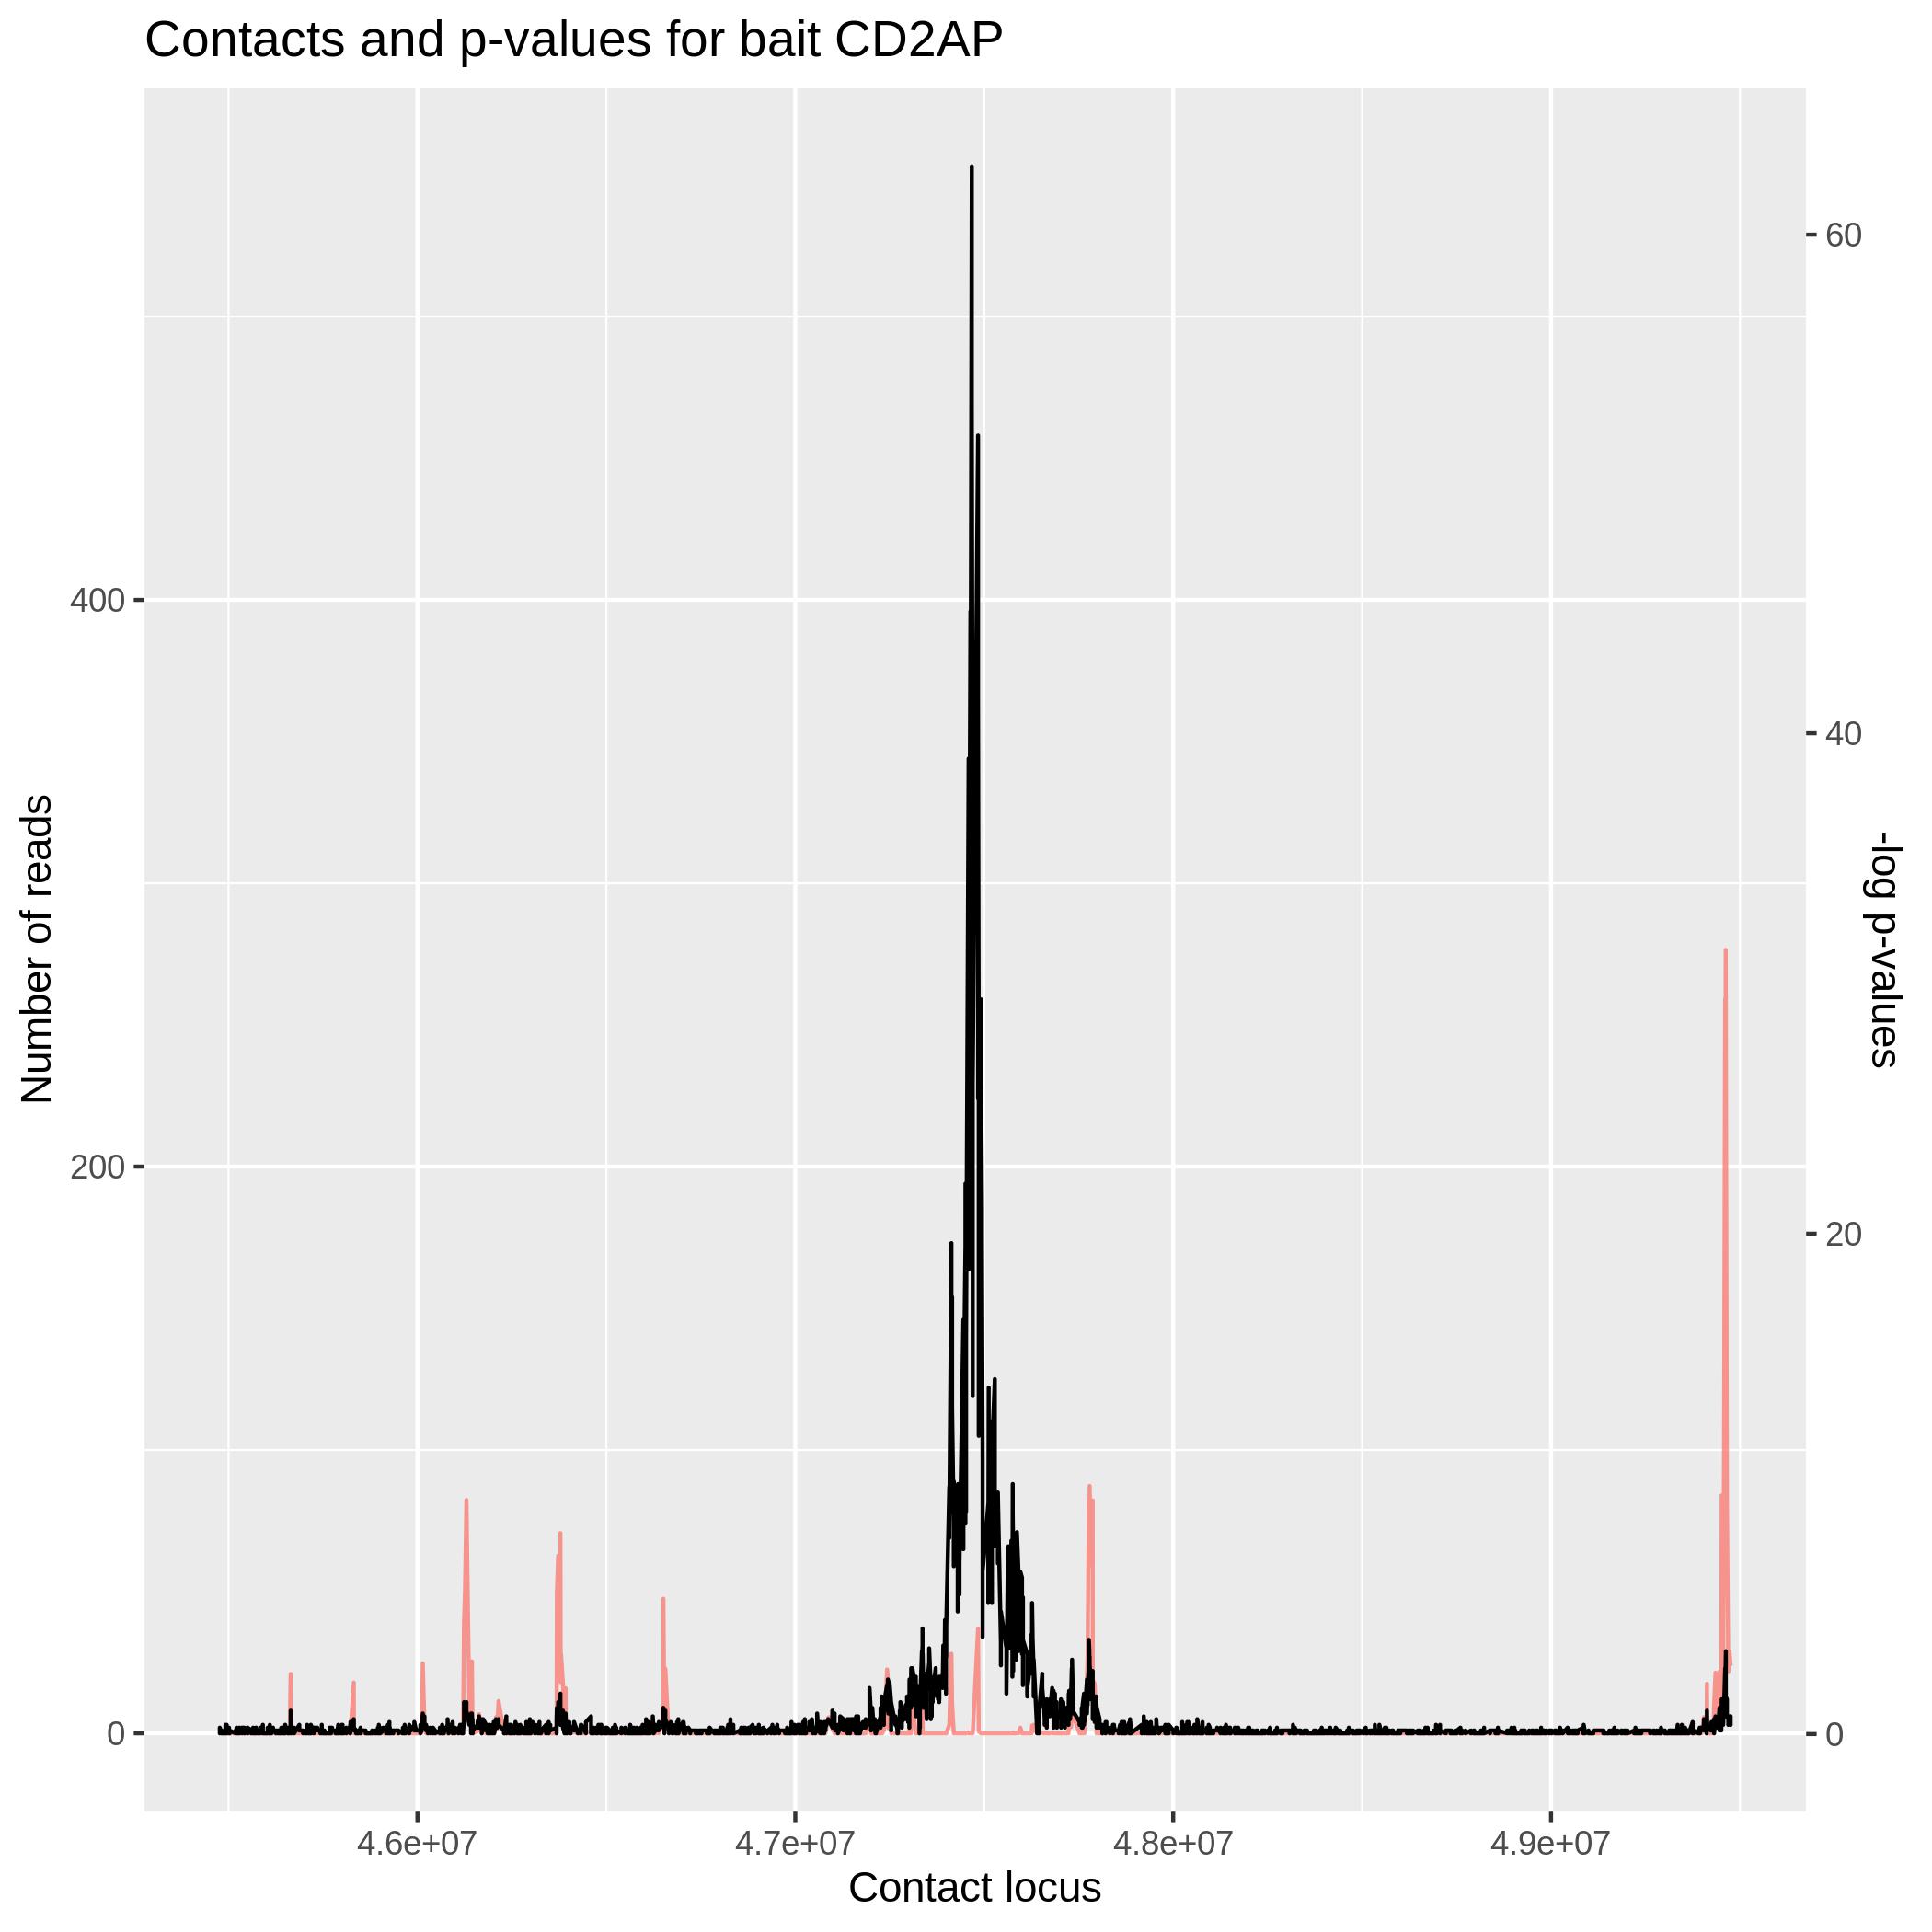 Contacts and p-values for bait CD2AP
Number of reads
400
200
0
60
40
20
0
-log p-values
4.6e+07
4.7e+07
4.8e+07
4.9e+07
Contact locus